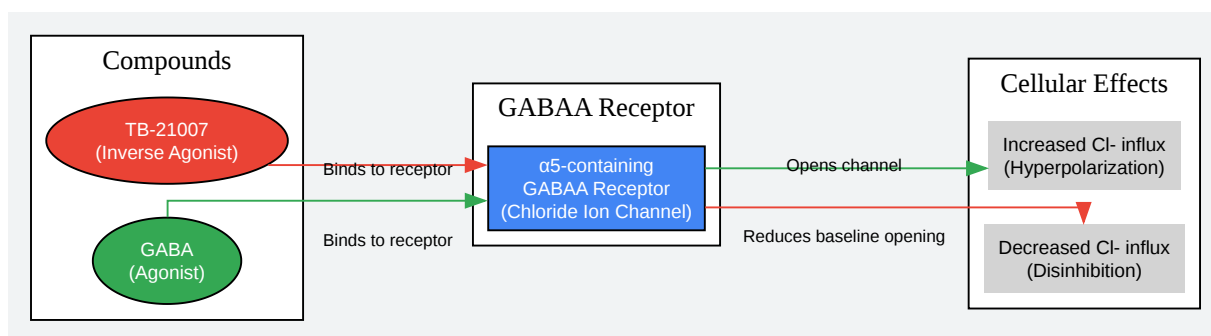 Compounds
TB-21007
(Inverse Agonist)
GABA
(Agonist)
Binds to receptor
Binds to receptor
GABAA Receptor
α5-containing
GABAA Receptor
(Chloride Ion Channel)
Opens channel
Reduces baseline opening
Cellular Effects
Increased Cl- influx
(Hyperpolarization)
Decreased Cl- influx
(Disinhibition)